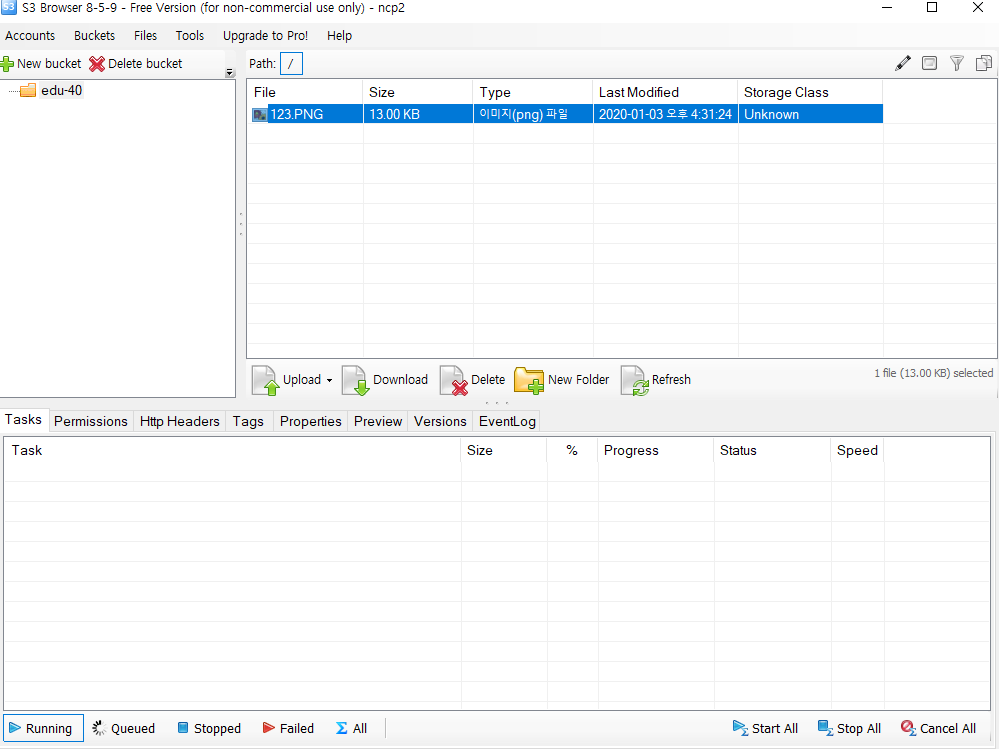 S3 S3 Browser 8-5-9 - Free Version (for non-commercial use only) - ncp2
Accounts Buckets Files Tools Upgrade to Pro! Help
New bucket Delete bucket Path: /
edu-40
File Size Type Last Modified Storage Class
123.PNG 13.00 KB 이미지(png) 파일 2020-01-03 오후 4:31:24 Unknown
Upload Download Delete New Folder Refresh 1 file (13.00 KB) selected
Tasks Permissions Http Headers Tags Properties Preview Versions EventLog
Task Size % Progress Status Speed
Running Queued Stopped Failed All Start All Stop All Cancel All